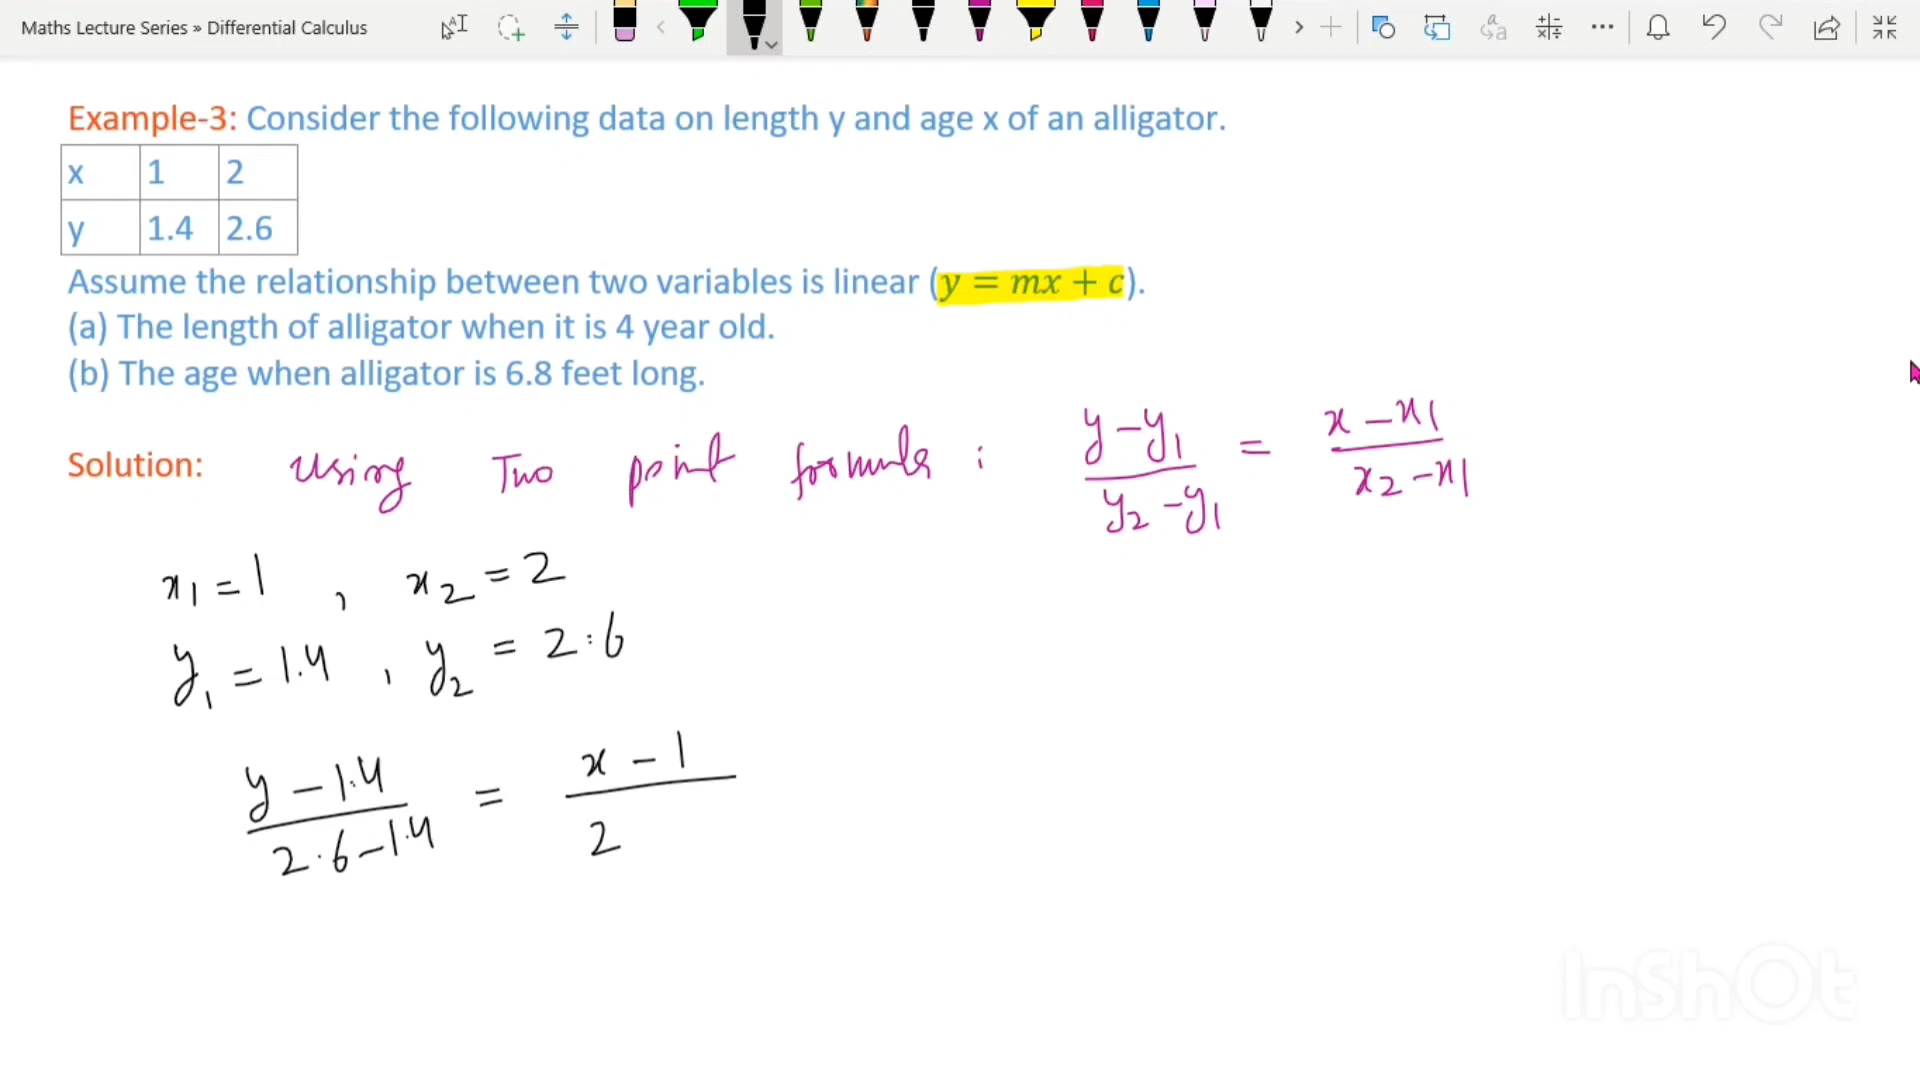 Maths Lecture Series » Differential Calculus
Example-3: Consider the following data on length y and age x of an alligator.
x 1 2
y 1.4 2.6
Assume the relationship between two variables is linear (y = mx + c).
(a) The length of alligator when it is 4 year old.
(b) The age when alligator is 6.8 feet long.
Solution: Using Two point formula : (y-y₁)/(y₂-y₁) = (x-x₁)/(x₂-x₁)
x₁ = 1 , x₂ = 2
y₁ = 1.4 , y₂ = 2.6
(y-1.4)/(2.6-1.4) = (x-1)/2
InShOt